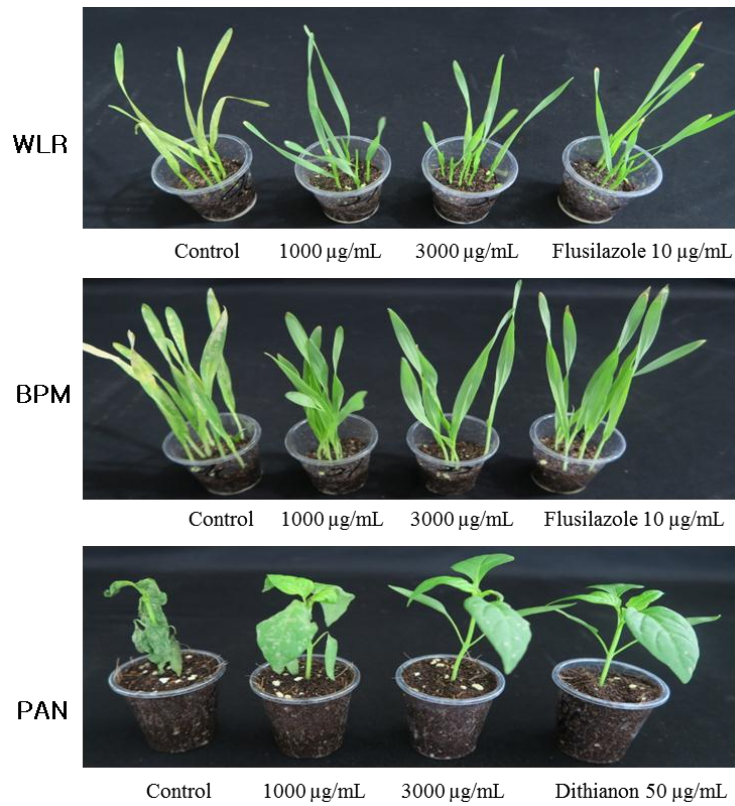 WLR
Control 1000 µg/mL 3000 µg/mL Flusilazole 10 µg/mL
BPM
Control 1000 µg/mL 3000 µg/mL Flusilazole 10 µg/mL
PAN
Control 1000 µg/mL 3000 µg/mL Dithianon 50 µg/mL